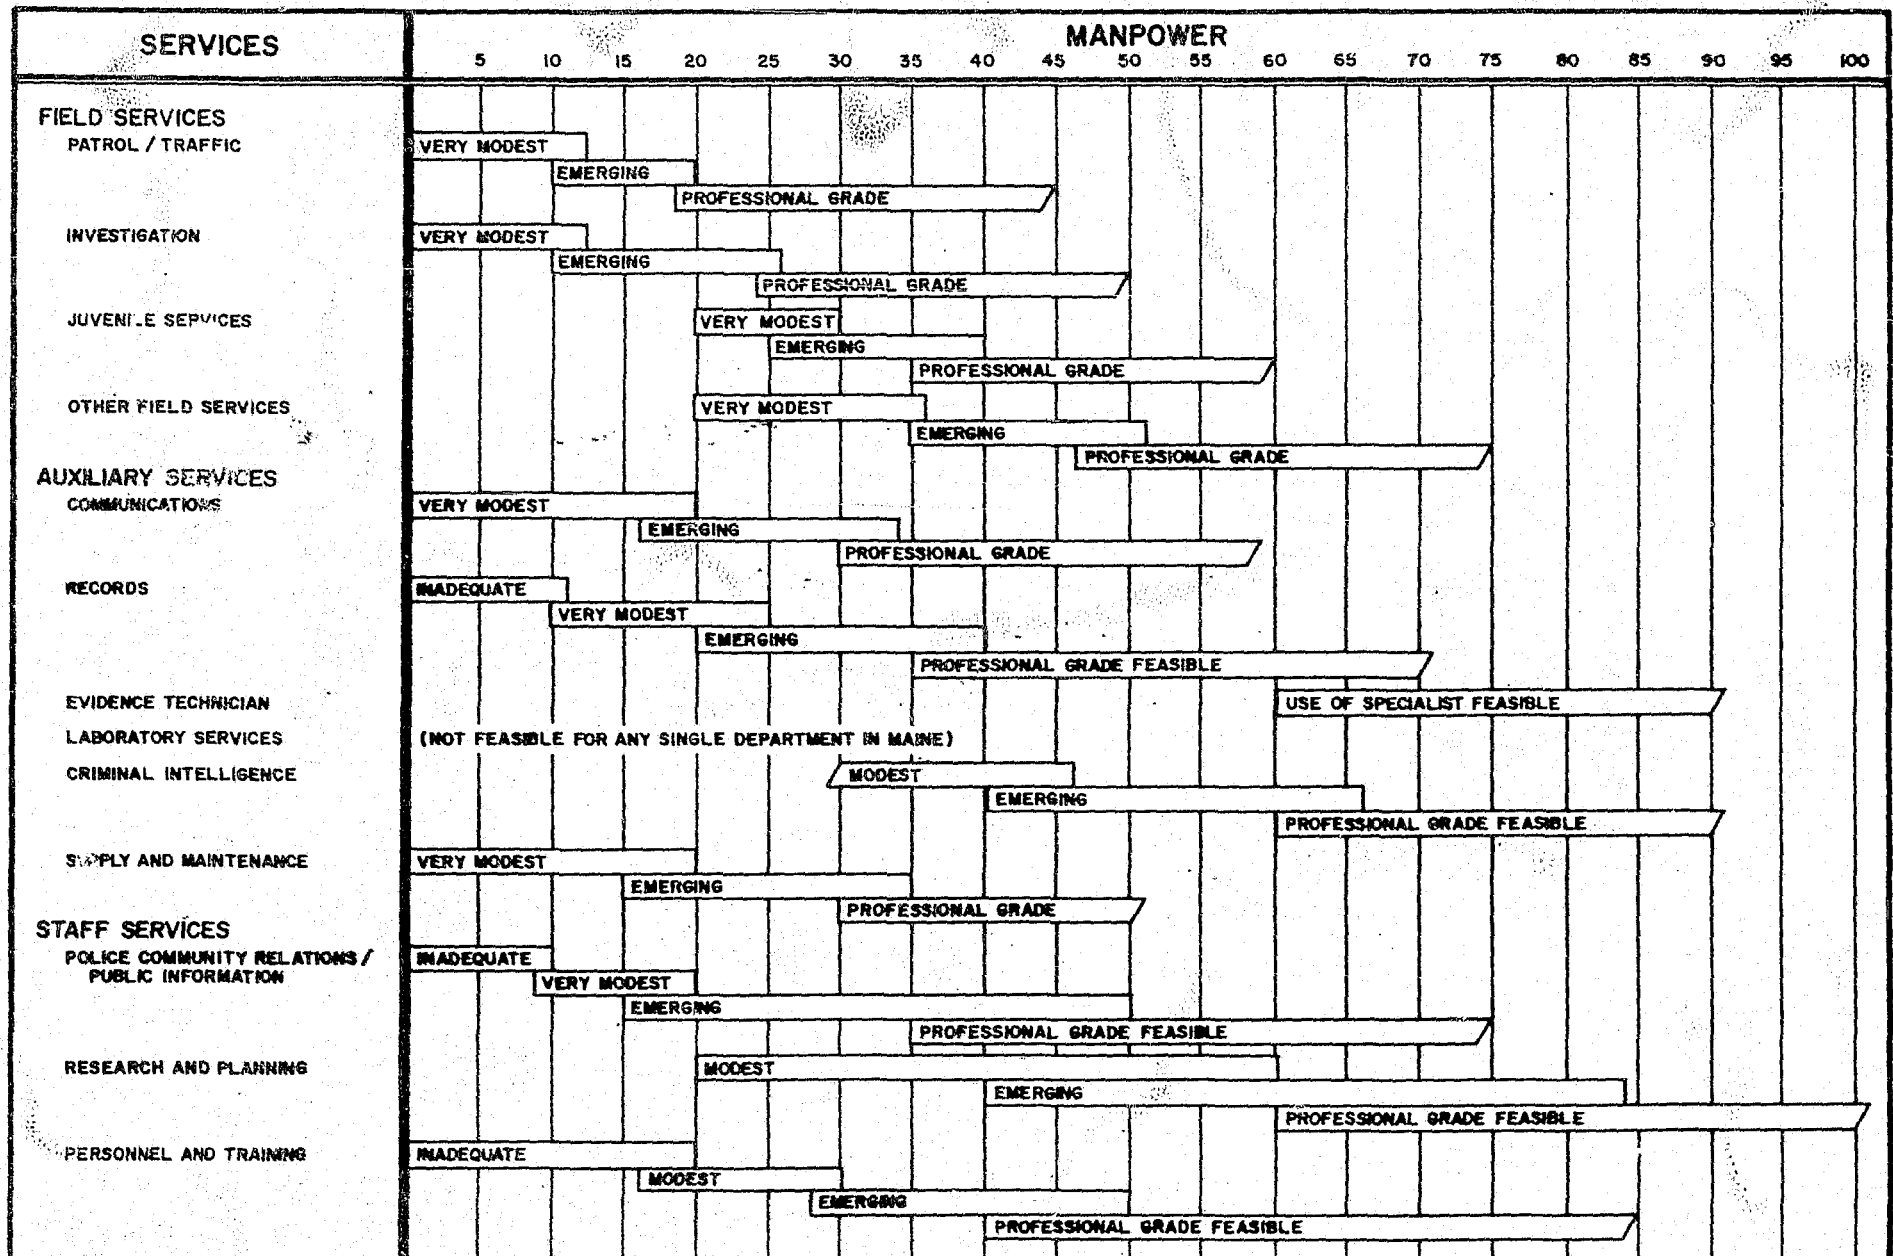 SERVICES
MANPOWER
5 10 15 20 25 30 35 40 45 50 55 60 65 70 75 80 85 90 95 100
FIELD SERVICES
PATROL / TRAFFIC
VERY MODEST
EMERGING
PROFESSIONAL GRADE
INVESTIGATION
VERY MODEST
EMERGING
PROFESSIONAL GRADE
JUVENILE SERVICES
VERY MODEST
EMERGING
PROFESSIONAL GRADE
OTHER FIELD SERVICES
VERY MODEST
EMERGING
PROFESSIONAL GRADE
AUXILIARY SERVICES
COMMUNICATIONS
VERY MODEST
EMERGING
PROFESSIONAL GRADE
RECORDS
INADEQUATE
VERY MODEST
EMERGING
PROFESSIONAL GRADE FEASIBLE
EVIDENCE TECHNICIAN
USE OF SPECIALIST FEASIBLE
LABORATORY SERVICES
(NOT FEASIBLE FOR ANY SINGLE DEPARTMENT IN MAINE)
CRIMINAL INTELLIGENCE
MODEST
EMERGING
PROFESSIONAL GRADE FEASIBLE
SUPPLY AND MAINTENANCE
VERY MODEST
EMERGING
PROFESSIONAL GRADE
STAFF SERVICES
POLICE COMMUNITY RELATIONS /
PUBLIC INFORMATION
INADEQUATE
VERY MODEST
EMERGING
PROFESSIONAL GRADE FEASIBLE
RESEARCH AND PLANNING
MODEST
EMERGING
PROFESSIONAL GRADE FEASIBLE
PERSONNEL AND TRAINING
INADEQUATE
MODEST
EMERGING
PROFESSIONAL GRADE FEASIBLE